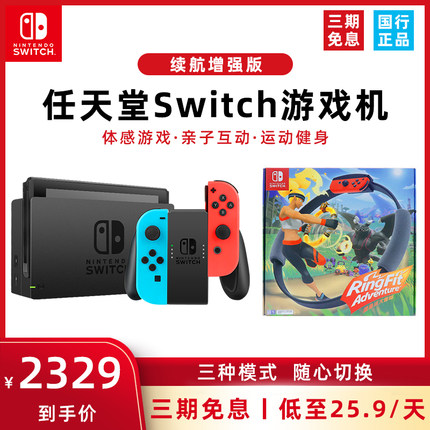 NINTENDO
SWITCH.
三期
免息
国行
正品
续航增强版
任天堂Switch游戏机
体感游戏·亲子互动·运动健身
NINTENDO
SWITCH
NINTENDO
SWITCH
RingFit
Adventure
¥2329
到手价
三种模式 随心切换
三期免息|低至25.9/天